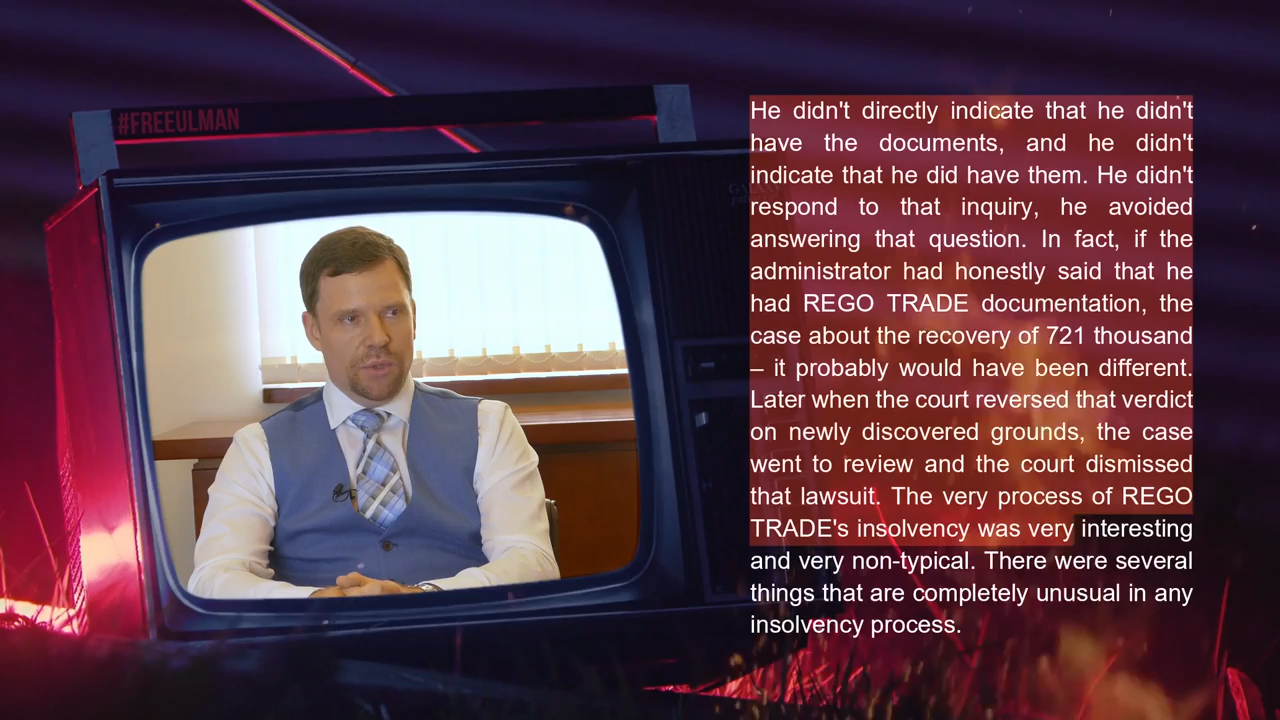 #FREEULMAN
He didn't directly indicate that he didn't
have the documents, and he didn't
indicate that he did have them. He didn't
respond to that inquiry, he avoided
answering that question. In fact, if the
administrator had honestly said that he
had REGO TRADE documentation, the
case about the recovery of 721 thousand
– it probably would have been different.
Later when the court reversed that verdict
on newly discovered grounds, the case
went to review and the court dismissed
that lawsuit. The very process of REGO
TRADE's insolvency was very interesting
and very non-typical. There were several
things that are completely unusual in any
insolvency process.